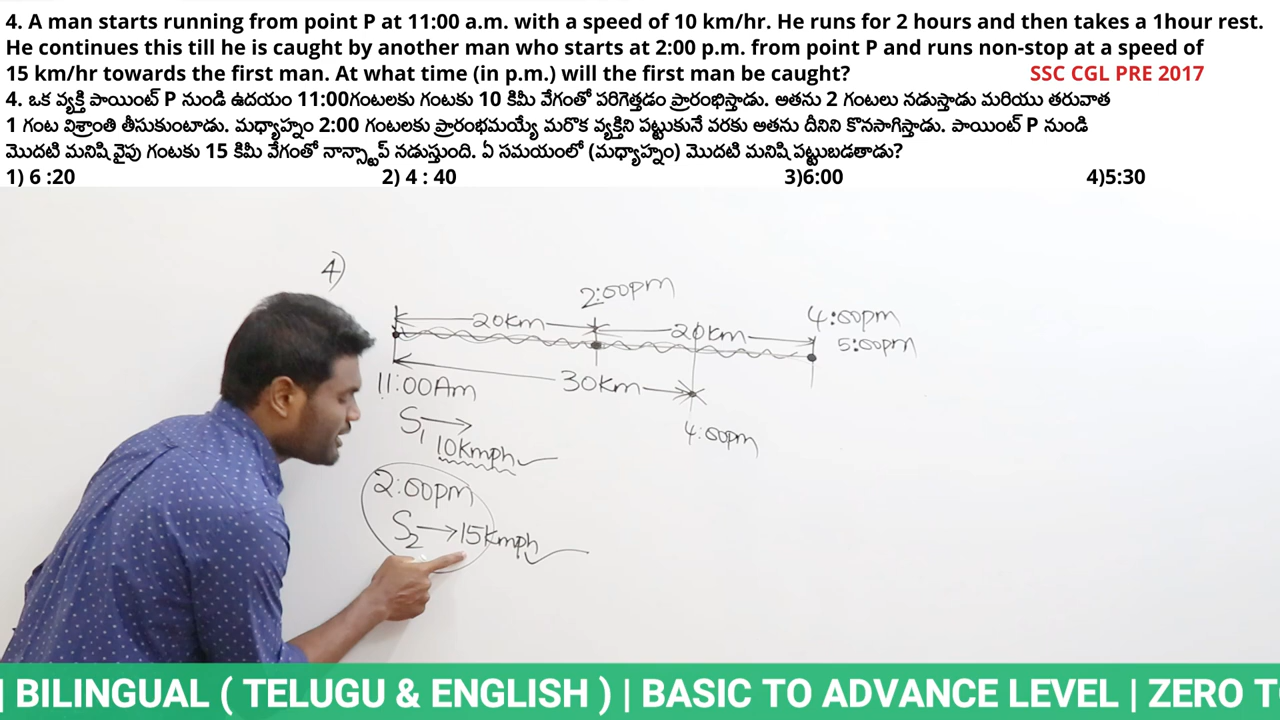 4. A man starts running from point P at 11:00 a.m. with a speed of 10 km/hr. He runs for 2 hours and then takes a 1hour rest.
He continues this till he is caught by another man who starts at 2:00 p.m. from point P and runs non-stop at a speed of
15 km/hr towards the first man. At what time (in p.m.) will the first man be caught? SSC CGL PRE 2017
4. ఒక వ్యక్తి పాయింట్ P నుండి ఉదయం 11:00గంటలకు గంటకు 10 కిమీ వేగంతో పరిగెత్తడం ప్రారంభిస్తాడు. అతను 2 గంటలు నడుస్తాడు మరియు తరువాత
1 గంట విశ్రాంతి తీసుకుంటాడు. మధ్యాహ్నం 2:00 గంటలకు ప్రారంభమయ్యే మరొక వ్యక్తిని పట్టుకునే వరకు అతను దీనిని కొనసాగిస్తాడు. పాయింట్ P నుండి
మొదటి మనిషి వైపు గంటకు 15 కిమీ వేగంతో నాన్స్టాప్ నడుస్తుంది. ఏ సమయంలో (మధ్యాహ్నం) మొదటి మనిషి పట్టుబడతాడు?
1) 6 :20 2) 4 : 40 3)6:00 4)5:30
4)
2:00pm
20Km 20Km 4:00pm
5:00pm
30Km
11:00Am
4:00pm
S1 → 10Kmph
2:00pm
S2 → 15Kmph
| BILINGUAL ( TELUGU & ENGLISH ) | BASIC TO ADVANCE LEVEL | ZERO T